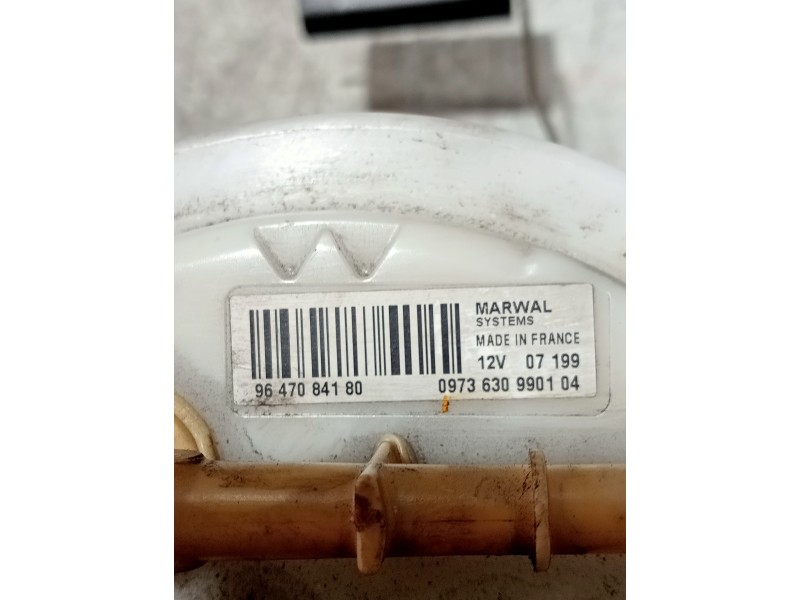 MARWAL
SYSTEMS
MADE IN FRANCE
12V 07 199
96 470 841 80
0973 630 9901 04